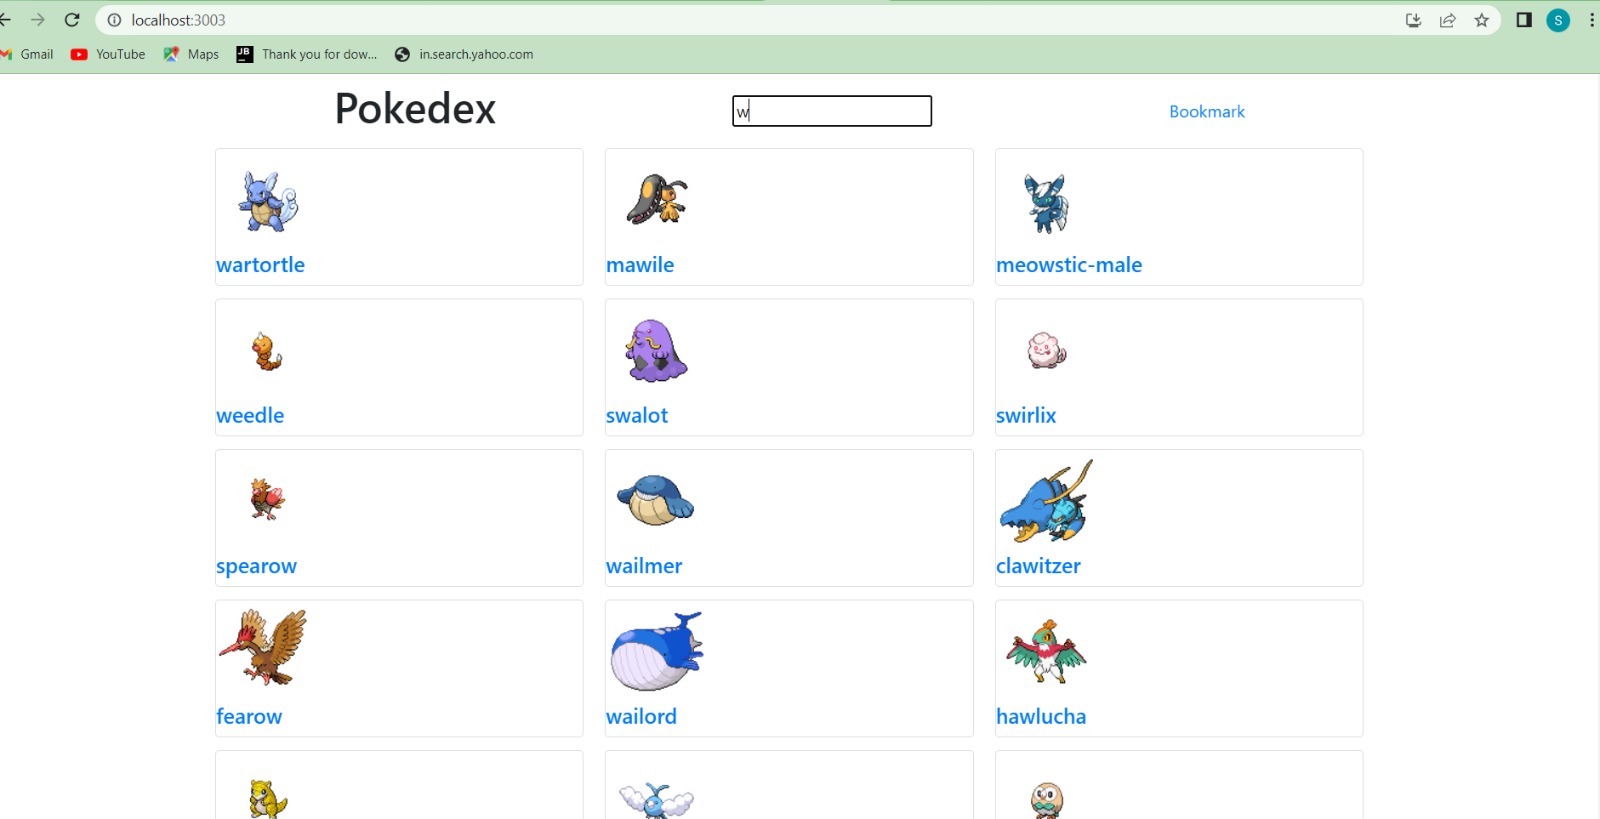 localhost:3003
S
Gmail YouTube Maps JB Thank you for dow... in.search.yahoo.com
Pokedex w Bookmark
wartortle mawile meowstic-male
weedle swalot swirlix
spearow wailmer clawitzer
fearow wailord hawlucha